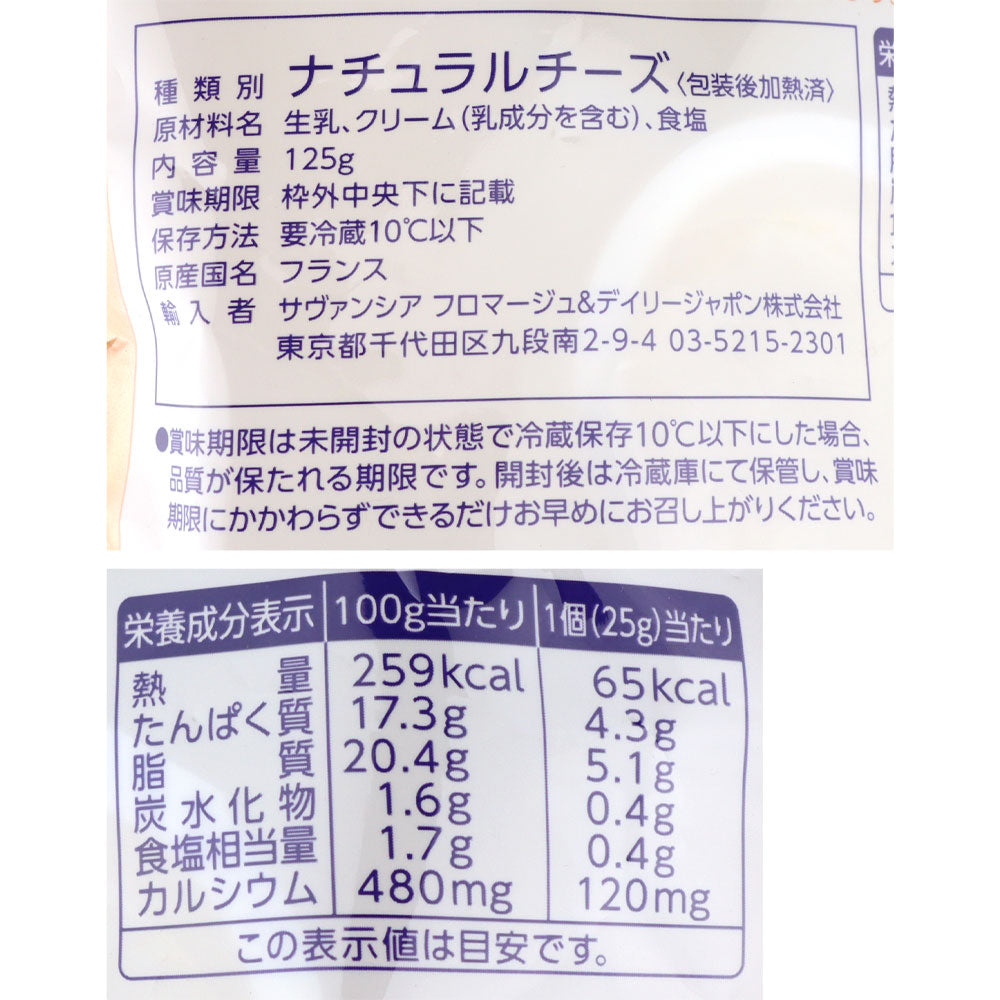 種類別 ナチュラルチーズ〈包装後加熱済〉
原材料名 生乳、クリーム(乳成分を含む)、食塩
内容量 125g
賞味期限 枠外中央下に記載
保存方法 要冷蔵10℃以下
原産国名 フランス
輸入者 サヴァンシア フロマージュ&デイリージャポン株式会社
東京都千代田区九段南2-9-4 03-5215-2301
●賞味期限は未開封の状態で冷蔵保存10℃以下にした場合、
品質が保たれる期限です。開封後は冷蔵庫にて保管し、賞味
期限にかかわらずできるだけお早めにお召し上がりください。
栄養成分表示 100g当たり 1個(25g)当たり
熱量 259kcal 65kcal
たんぱく質 17.3g 4.3g
脂質 20.4g 5.1g
炭水化物 1.6g 0.4g
食塩相当量 1.7g 0.4g
カルシウム 480mg 120mg
この表示値は目安です。